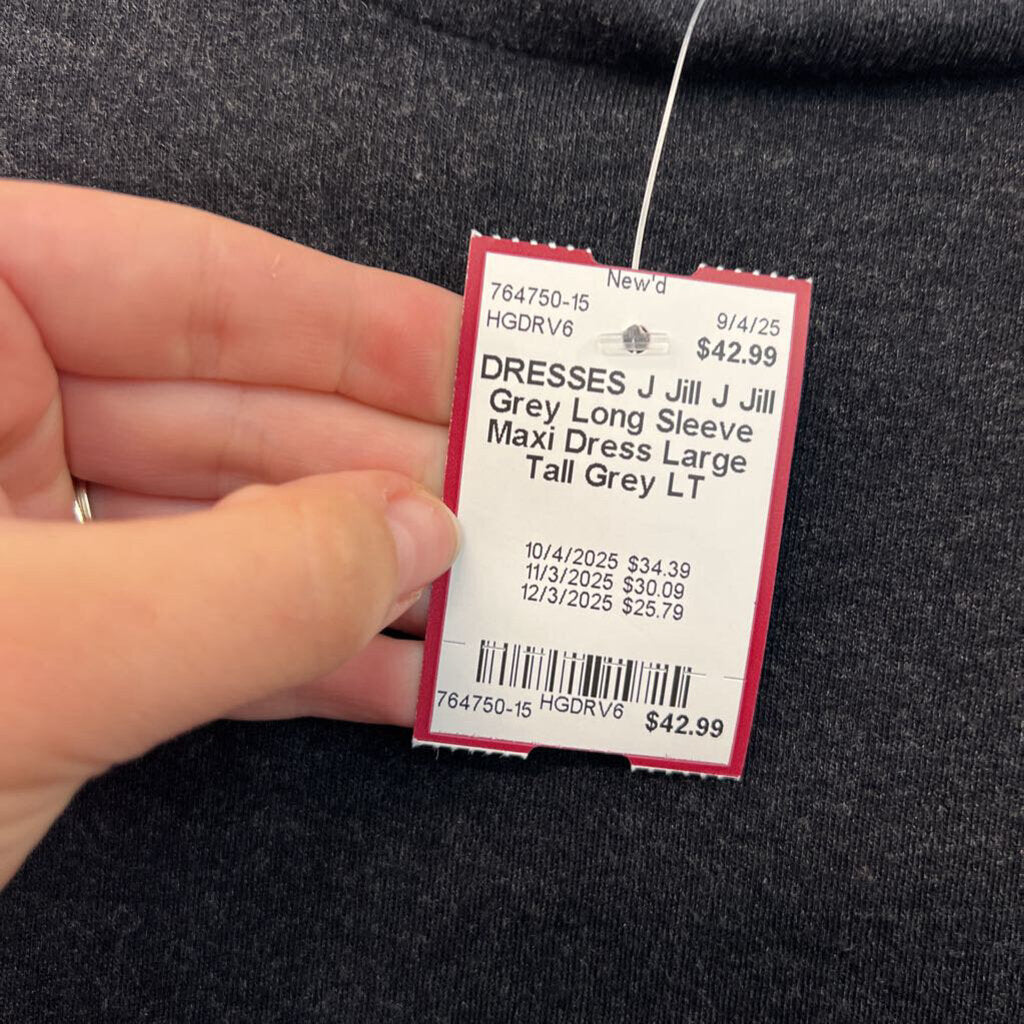 New'd
764750-15
9/4/25
HGDRV6
$42.99
DRESSES J Jill J Jill
Grey Long Sleeve
Maxi Dress Large
Tall Grey LT
10/4/2025 $34.39
11/3/2025 $30.09
12/3/2025 $25.79
764750-15 HGDRV6 $42.99